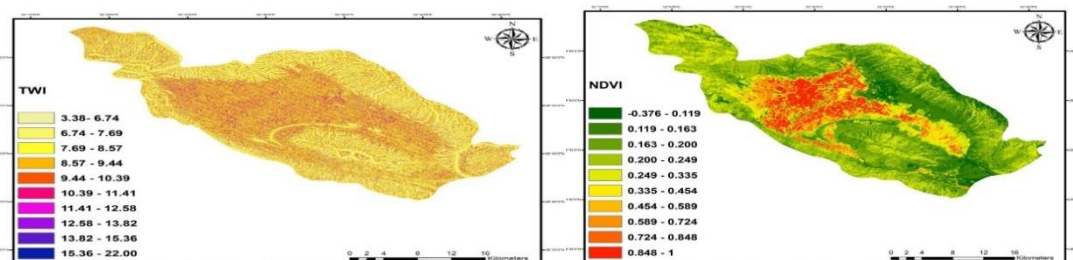 N
W E
S
TWI
3.38- 6.74
6.74 - 7.69
7.69 - 8.57
8.57 - 9.44
9.44 - 10.39
10.39 - 11.41
11.41 - 12.58
12.58 - 13.82
13.82 - 15.36
15.36 - 22.00
0 2 4 8 12 16
Kilometers
N
W E
S
NDVI
-0.376 - 0.119
0.119 - 0.163
0.163 - 0.200
0.200 - 0.249
0.249 - 0.335
0.335 - 0.454
0.454 - 0.589
0.589 - 0.724
0.724 - 0.848
0.848 - 1
0 2 4 8 12 16
Kilometers